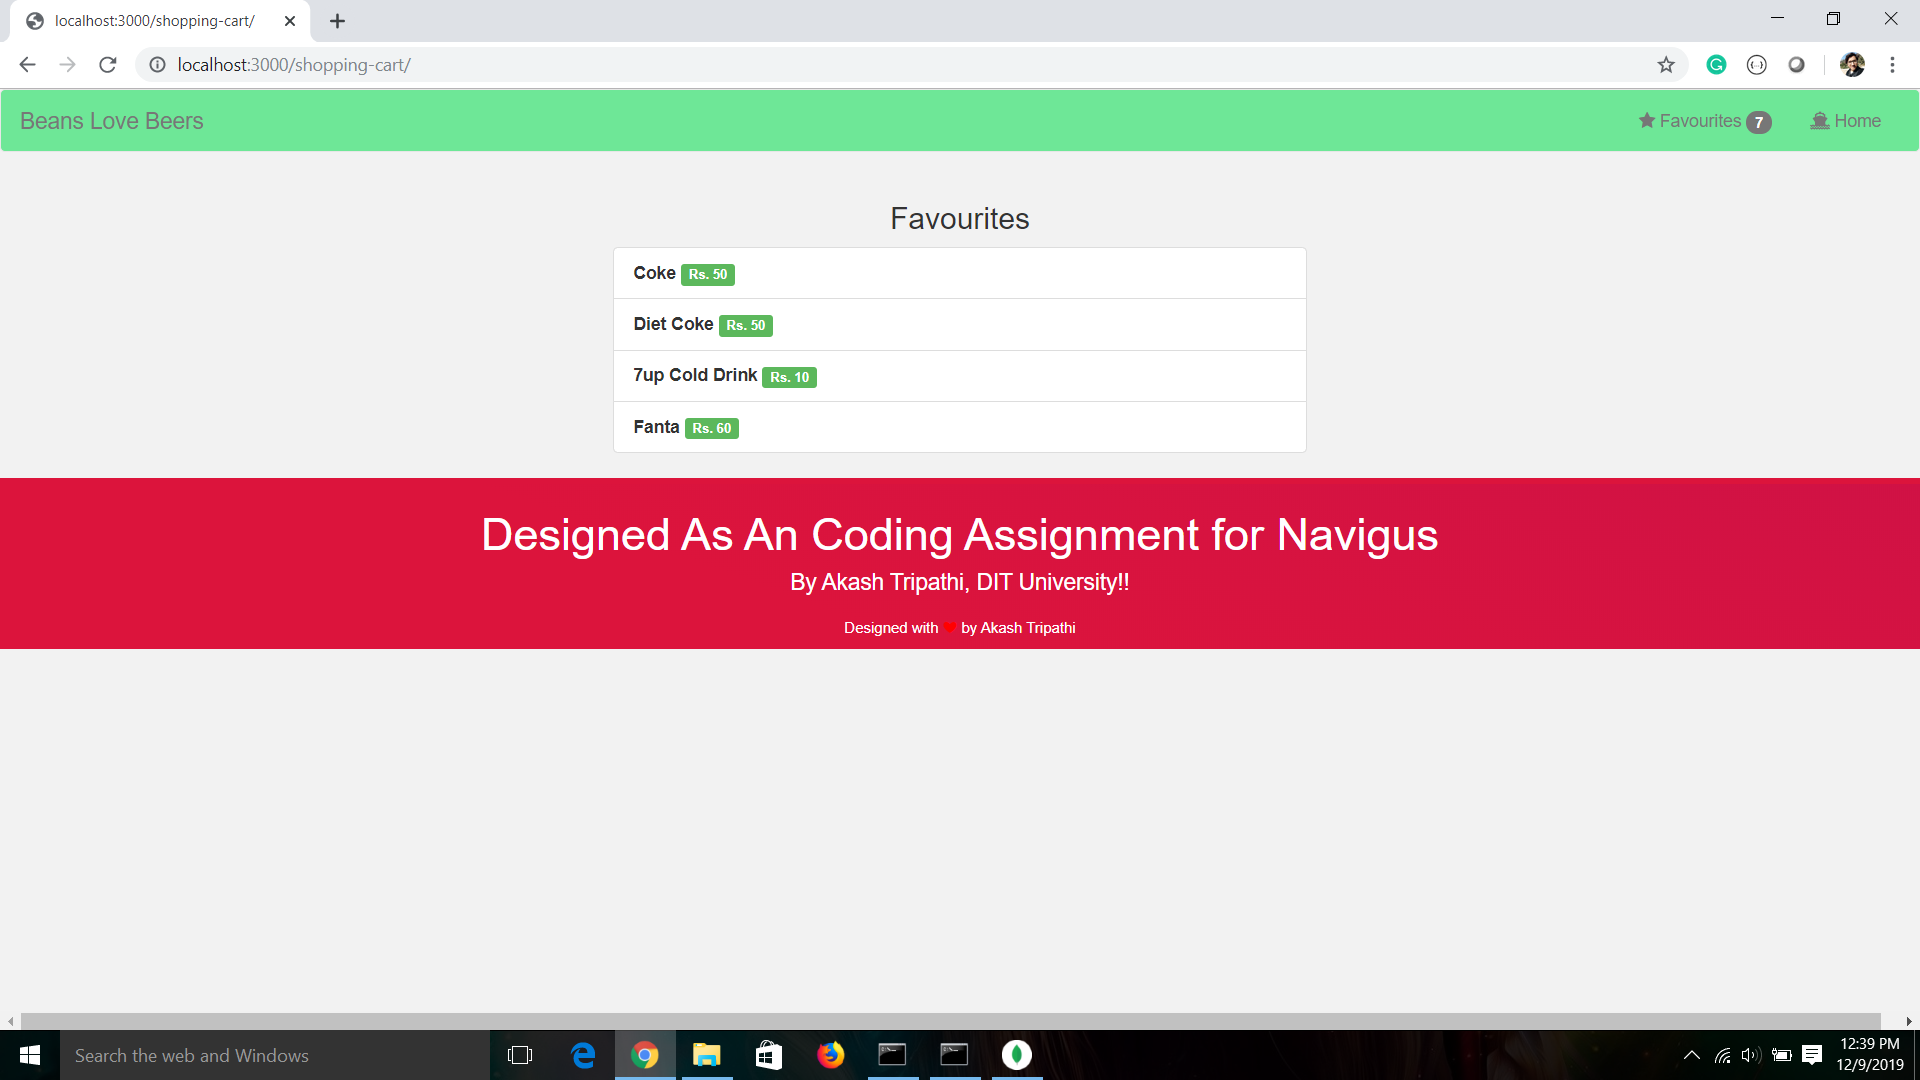 localhost:3000/shopping-cart/
localhost:3000/shopping-cart/
Beans Love Beers
Favourites 7
Home
Favourites
Coke Rs. 50
Diet Coke Rs. 50
7up Cold Drink Rs. 10
Fanta Rs. 60
Designed As An Coding Assignment for Navigus
By Akash Tripathi, DIT University!!
Designed with ❤ by Akash Tripathi
Search the web and Windows
12:39 PM
12/9/2019